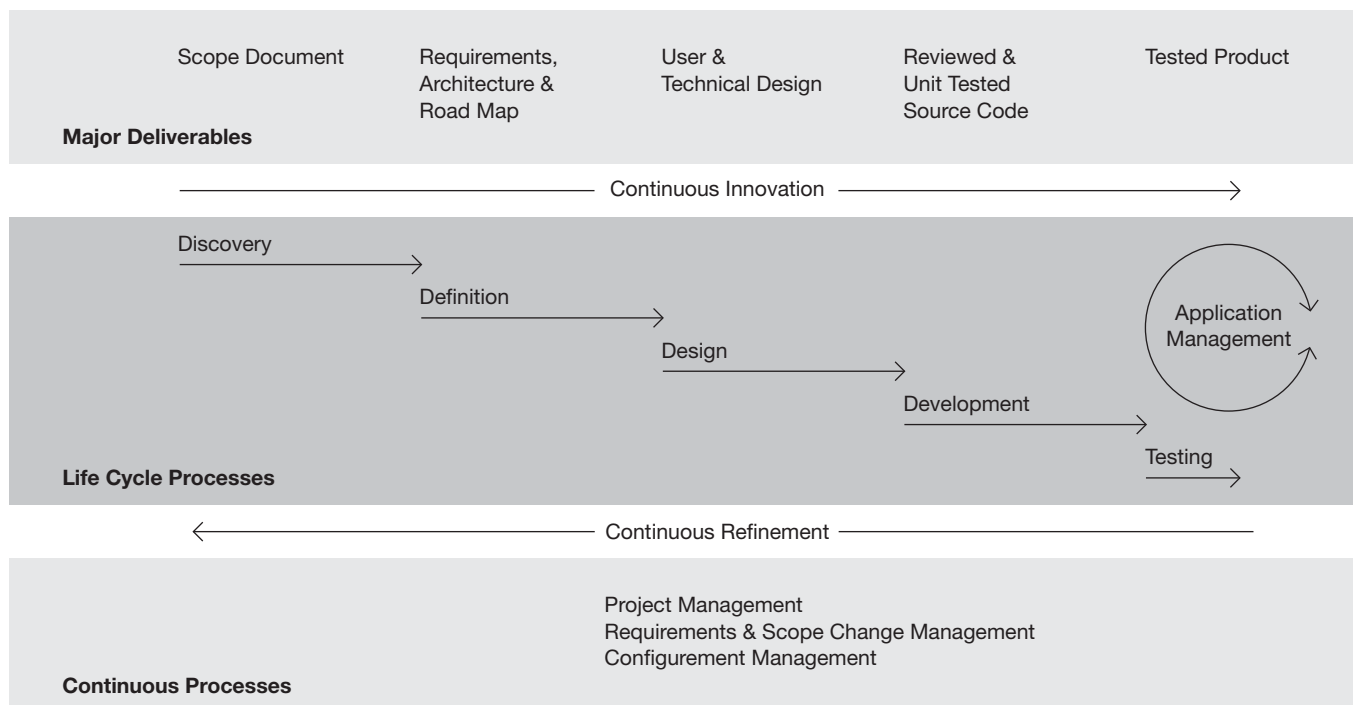 Scope Document
Requirements,
Architecture &
Road Map
User &
Technical Design
Reviewed &
Unit Tested
Source Code
Tested Product
Major Deliverables
Continuous Innovation
Discovery
Definition
Design
Development
Testing
Application
Management
Life Cycle Processes
Continuous Refinement
Project Management
Requirements & Scope Change Management
Configurement Management
Continuous Processes